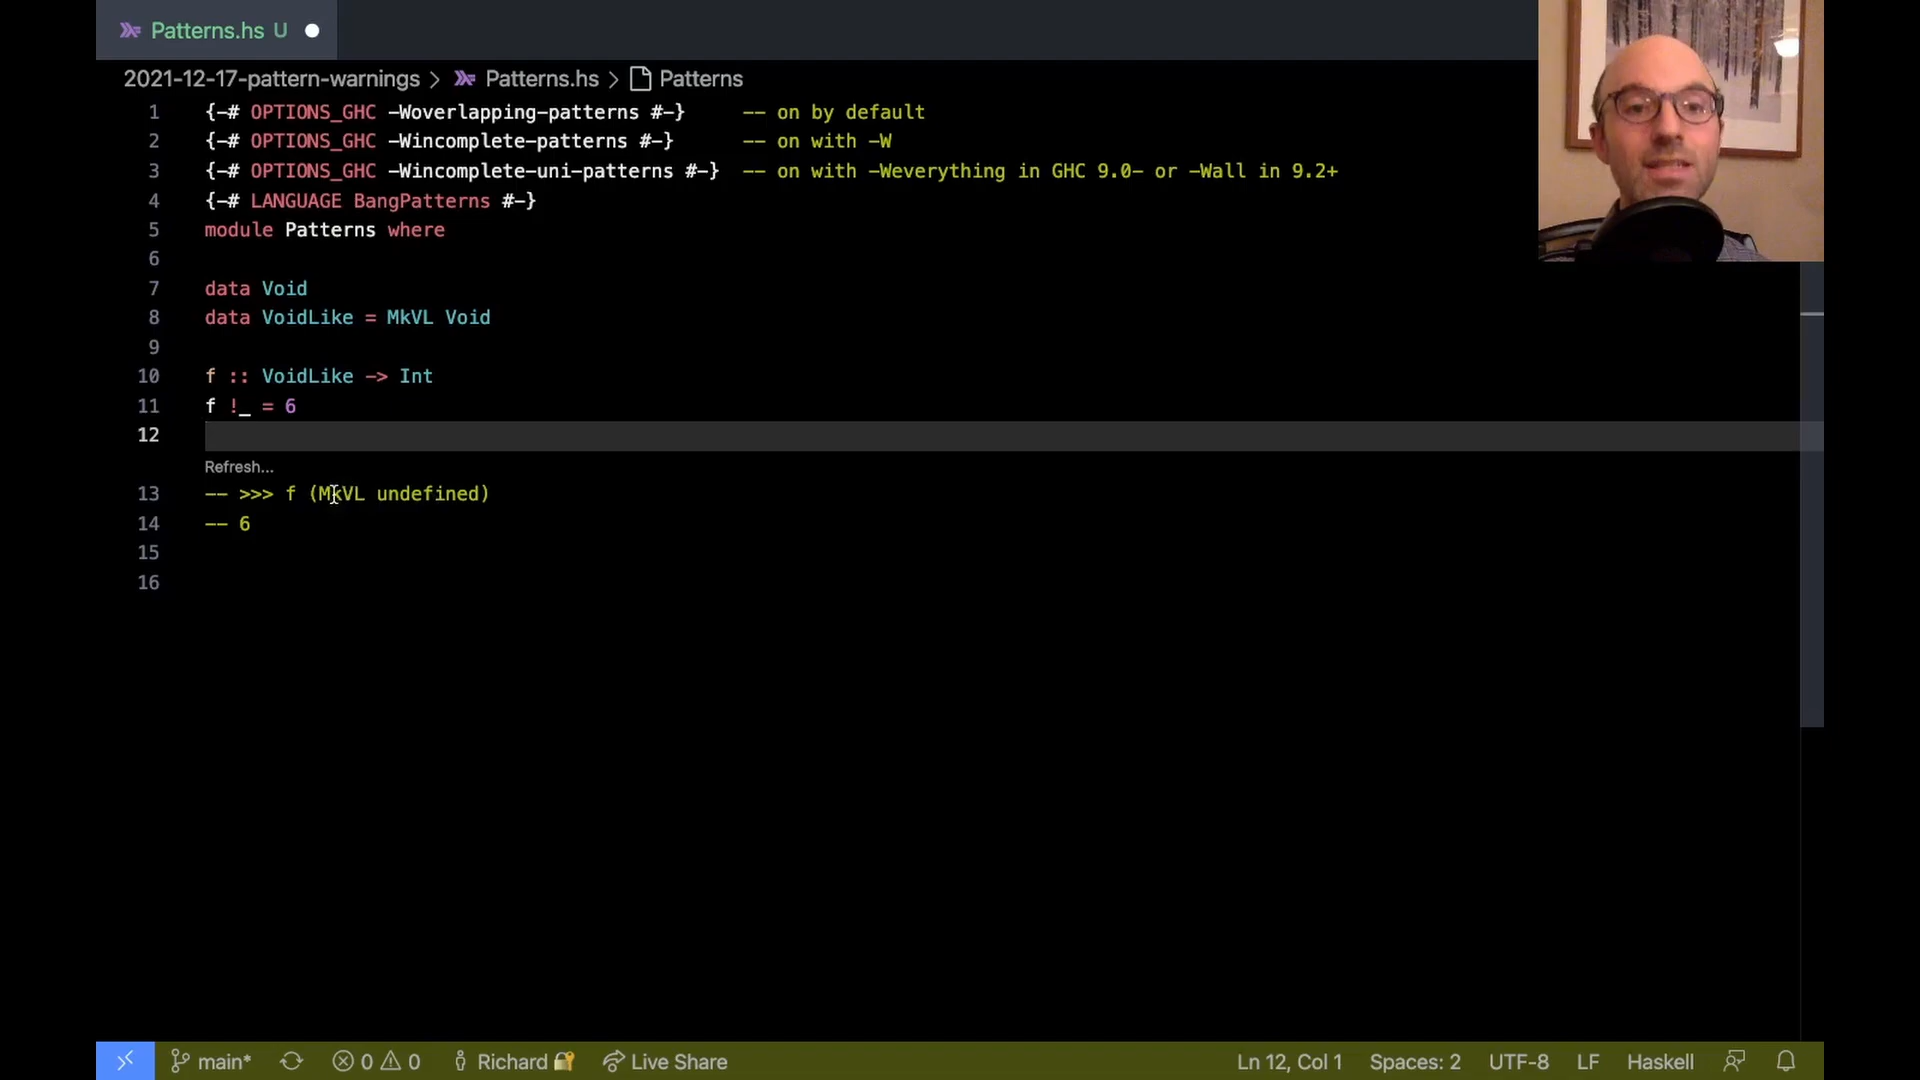 Patterns.hs U
2021-12-17-pattern-warnings > Patterns.hs > Patterns
1 {-# OPTIONS_GHC -Woverlapping-patterns #-} -- on by default
2 {-# OPTIONS_GHC -Wincomplete-patterns #-} -- on with -W
3 {-# OPTIONS_GHC -Wincomplete-uni-patterns #-} -- on with -Weverything in GHC 9.0- or -Wall in 9.2+
4 {-# LANGUAGE BangPatterns #-}
5 module Patterns where
6
7 data Void
8 data VoidLike = MkVL Void
9
10 f :: VoidLike -> Int
11 f !_ = 6
12
Refresh...
13 -- >>> f (MkVL undefined)
14 -- 6
15
16
main* 0 0 Richard Live Share Ln 12, Col 1 Spaces: 2 UTF-8 LF Haskell